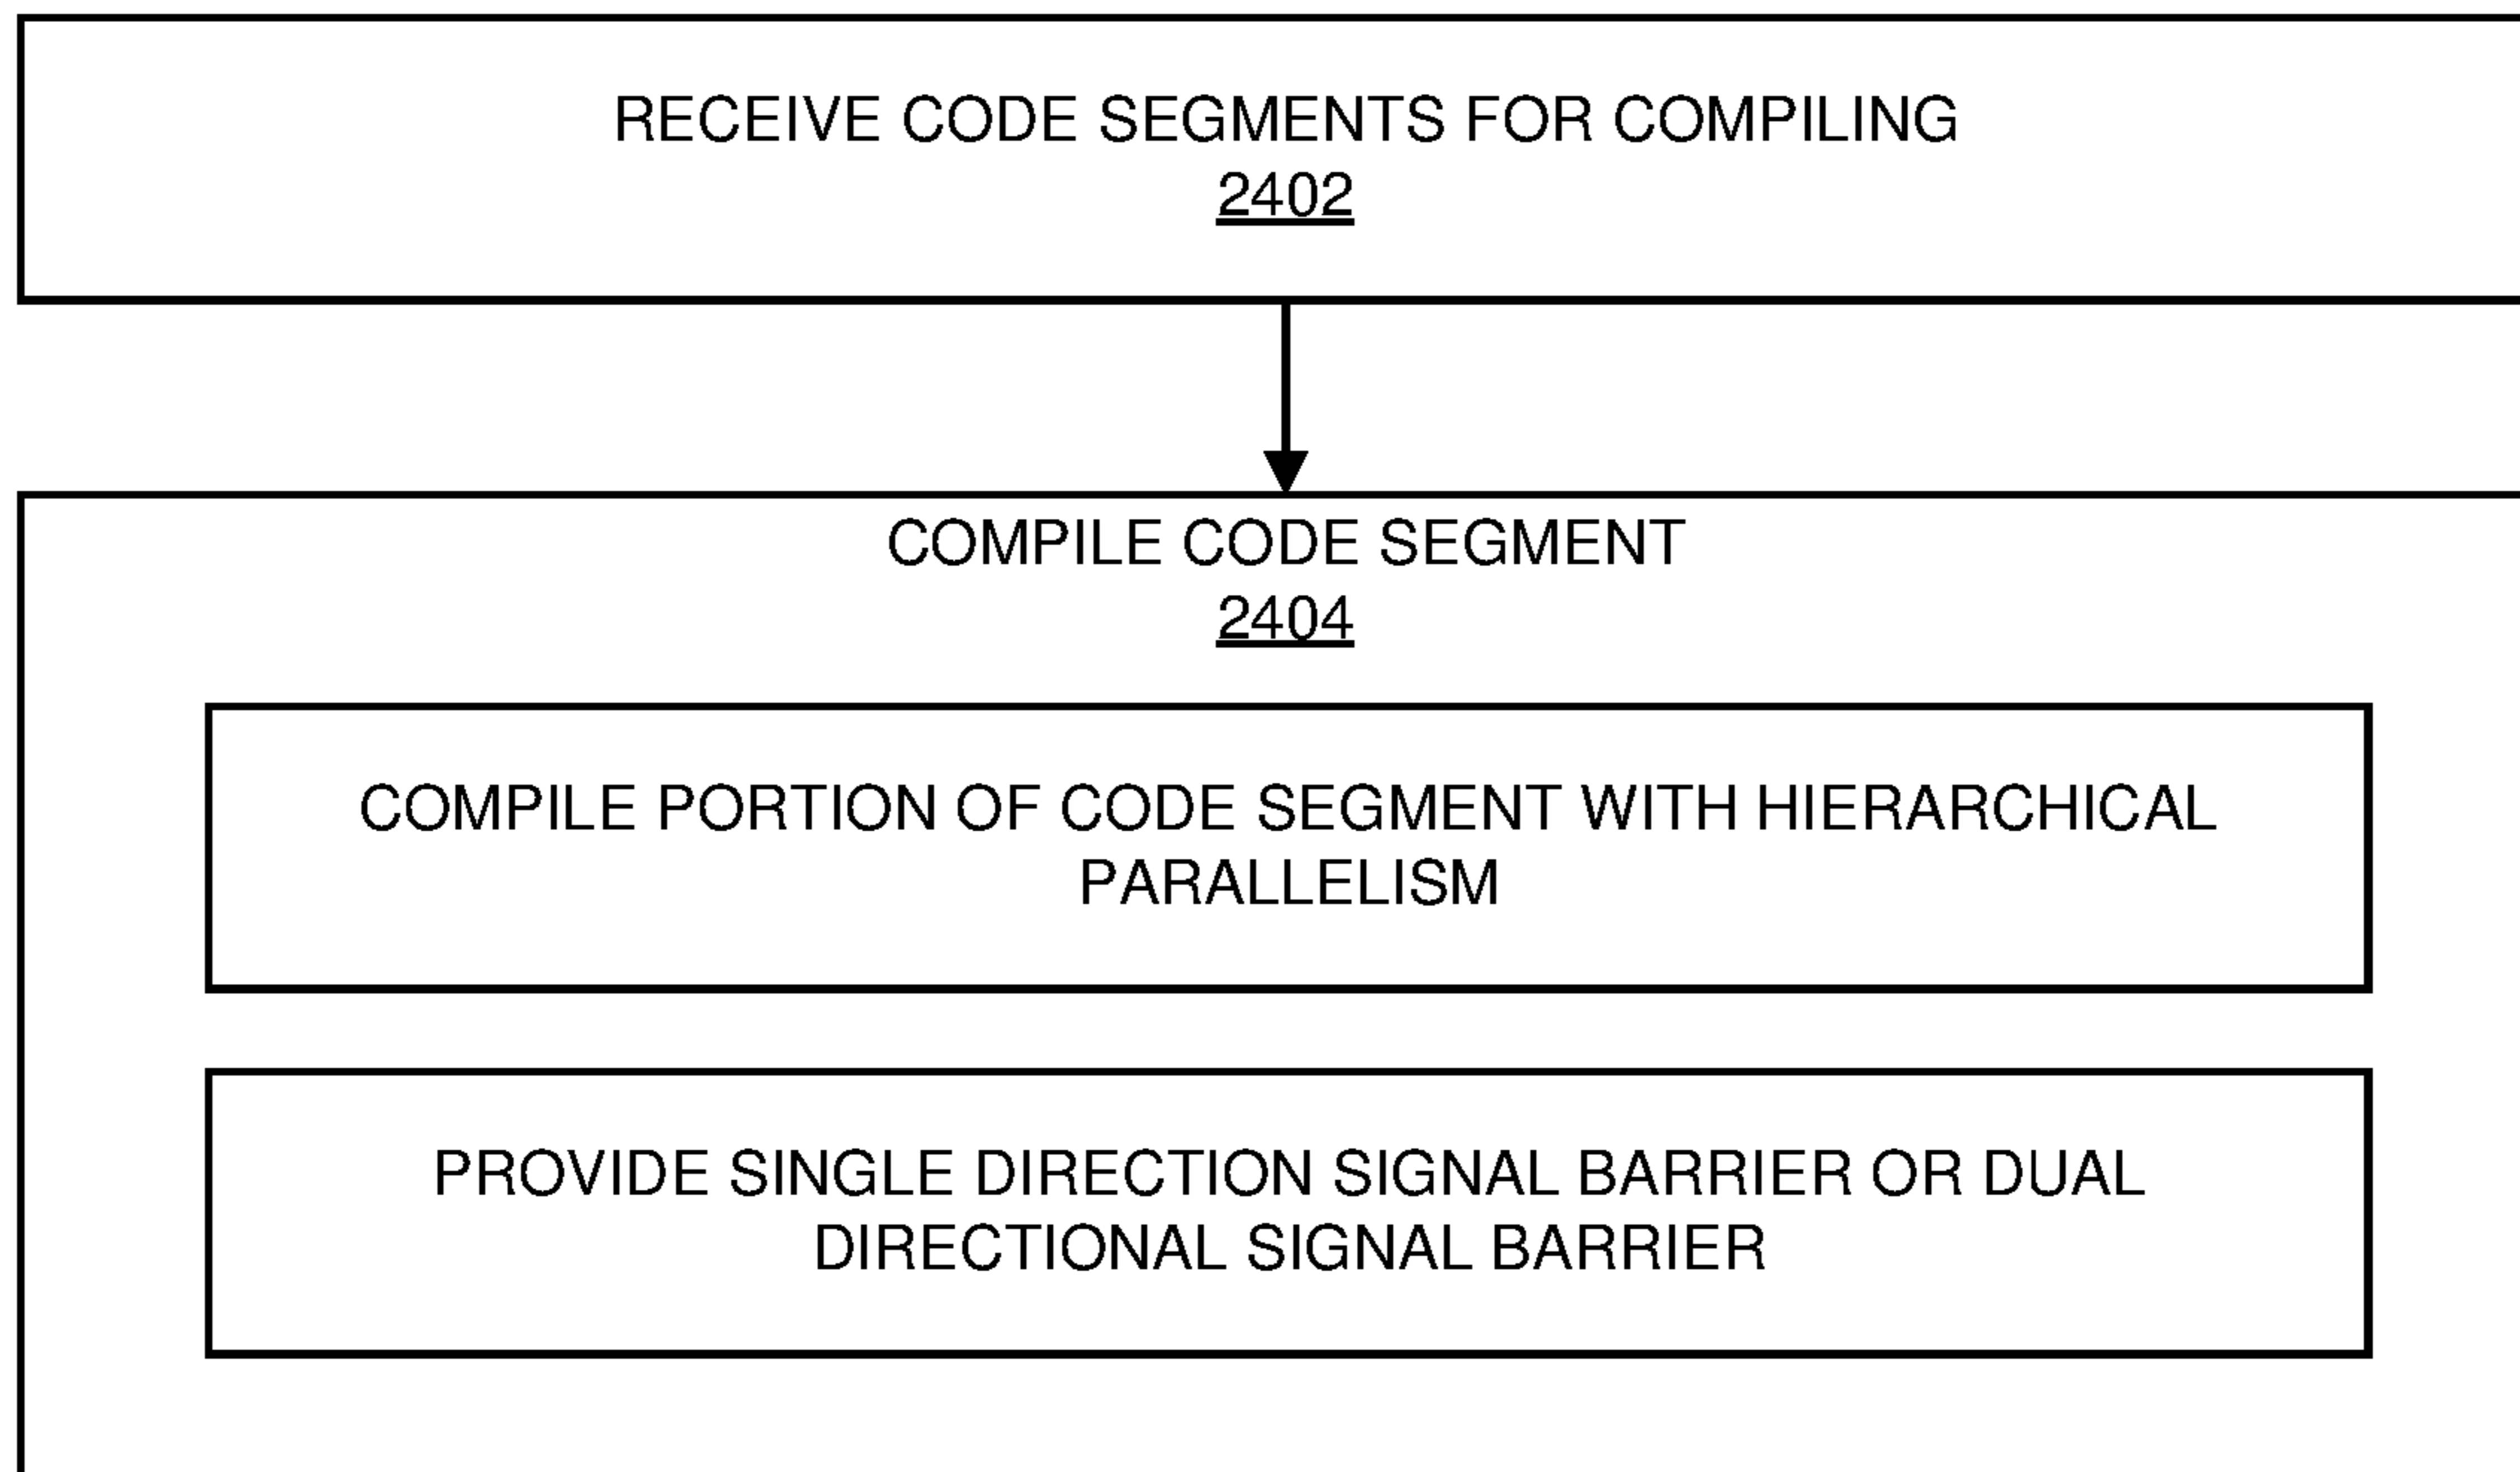 RECEIVE CODE SEGMENTS FOR COMPILING
2402
COMPILE CODE SEGMENT
2404
COMPILE PORTION OF CODE SEGMENT WITH HIERARCHICAL
PARALLELISM
PROVIDE SINGLE DIRECTION SIGNAL BARRIER OR DUAL
DIRECTIONAL SIGNAL BARRIER